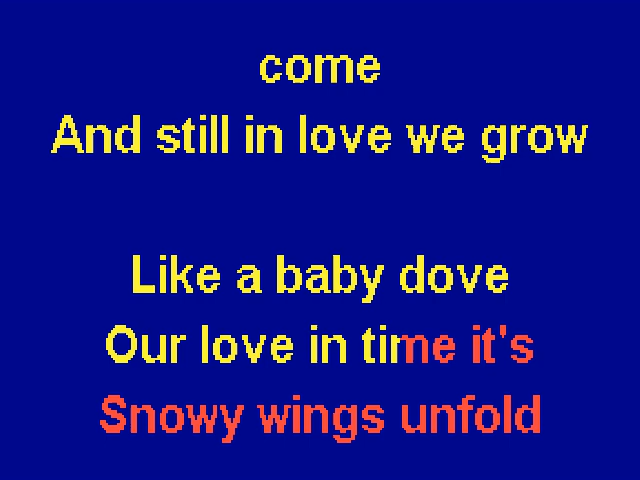 come
And still in love we grow
Like a baby dove
Our love in time it's
Snowy wings unfold